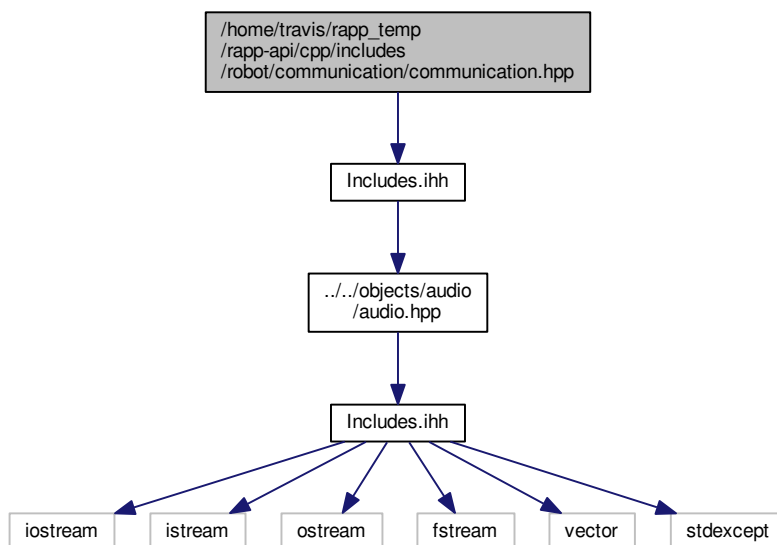 /home/travis/rapp_temp
/rapp-api/cpp/includes
/robot/communication/communication.hpp
Includes.ihh
../../objects/audio
/audio.hpp
Includes.ihh
iostream
istream
ostream
fstream
vector
stdexcept